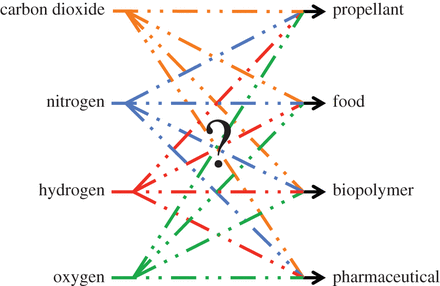 carbon dioxide propellant
nitrogen food
?
hydrogen biopolymer
oxygen pharmaceutical